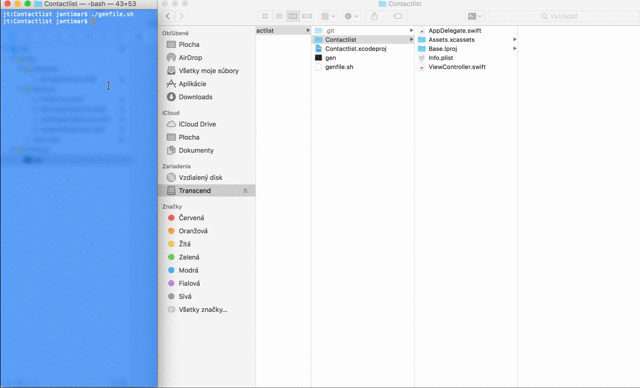 Contactlist — -bash — 43×53
jt:Contactlist jantimar$ ./genfile.sh
jt:Contactlist jantimar$
Contactlist
Vyhľadať
Obľúbené
Plocha
AirDrop
Všetky moje súbory
Aplikácie
Downloads
iCloud
iCloud Drive
Plocha
Dokumenty
Zariadenia
Vzdialený disk
Transcend
Značky
Červená
Oranžová
Žltá
Zelená
Modrá
Fialová
Sivá
Všetky značky...
actlist
.git
Contactlist
Contactlist.xcodeproj
gen
genfile.sh
AppDelegate.swift
Assets.xcassets
Base.lproj
Info.plist
ViewController.swift